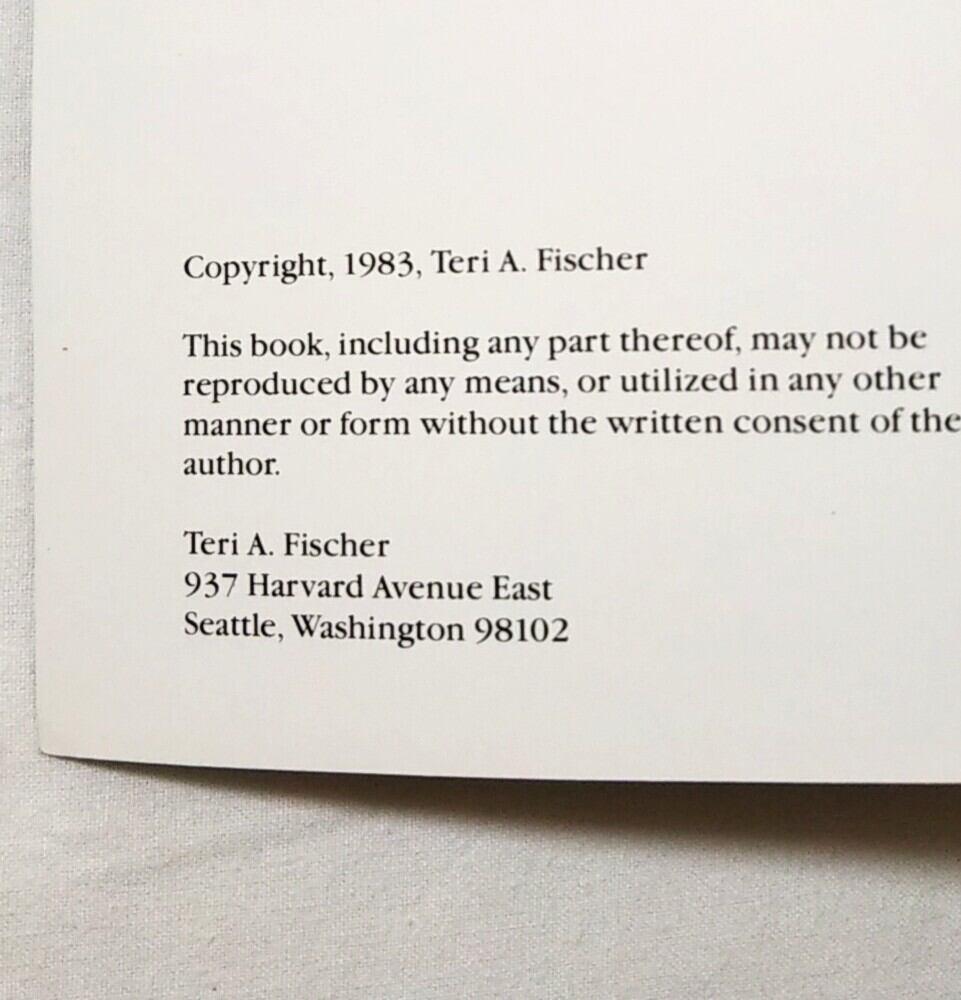 Copyright, 1983, Teri A. Fischer
This book, including any part thereof, may not be
reproduced by any means, or utilized in any other
manner or form without the written consent of the
author.
Teri A. Fischer
937 Harvard Avenue East
Seattle, Washington 98102